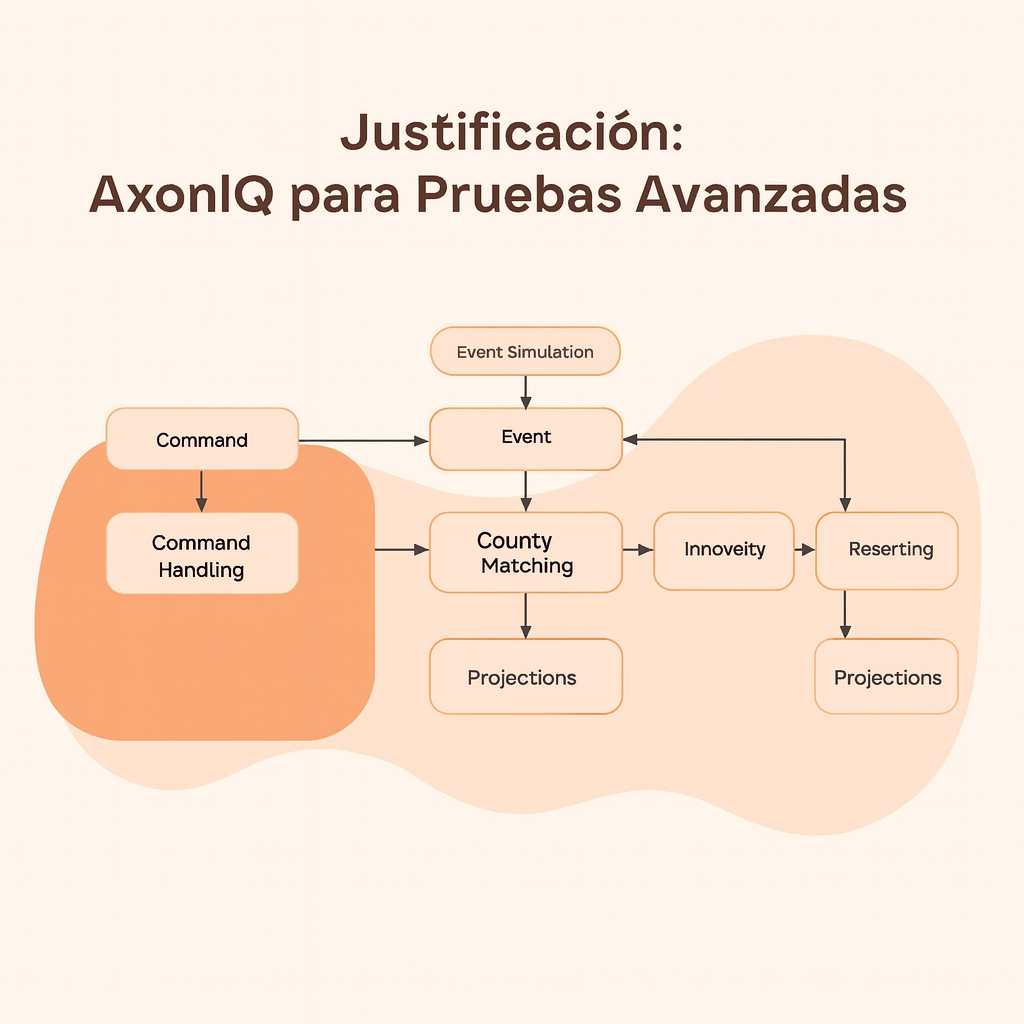 Justificación:
AxonIQ para Pruebas Avanzadas
Event Simulation
Command
Event
Command
Handling
County
Matching
Innoveity
Reserting
Projections
Projections